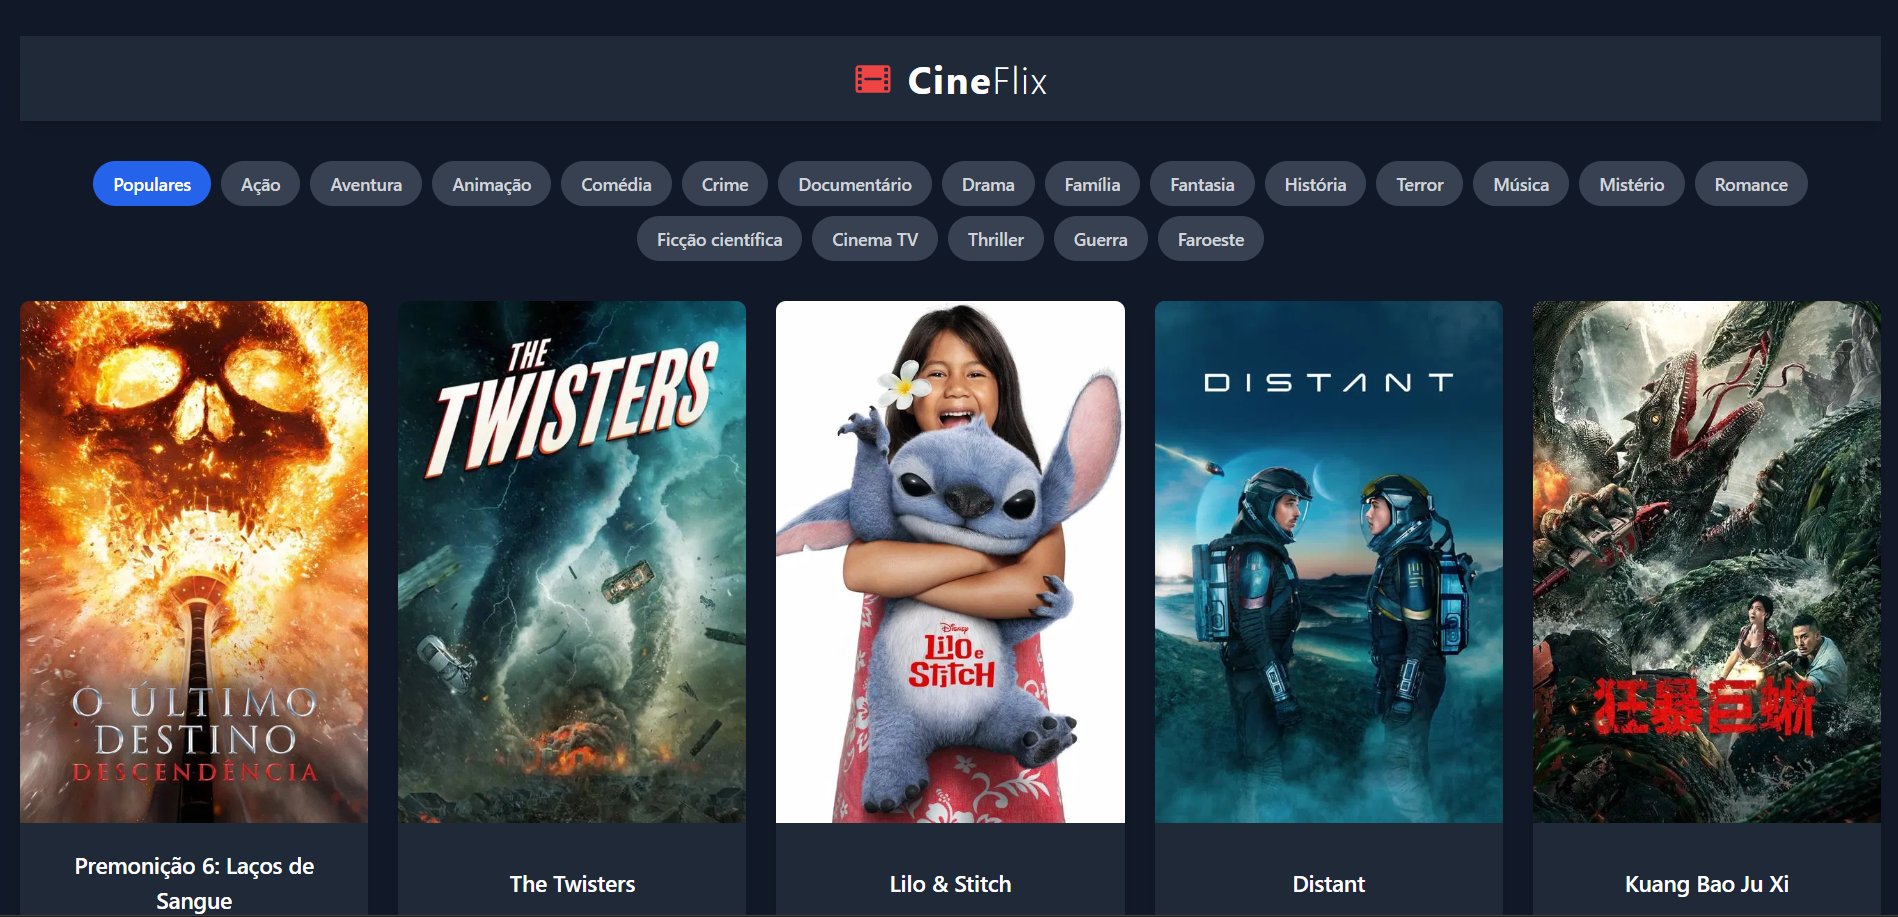 CineFlix
Populares Ação Aventura Animação Comédia Crime Documentário Drama Família Fantasia História Terror Música Mistério Romance
Ficção científica Cinema TV Thriller Guerra Faroeste
O ÚLTIMO
DESTINO
DESCENDÊNCIA
THE
TWISTERS
Disney
Lilo e
Stitch
DISTANT
狂暴巨蜥
Premonição 6: Laços de
Sangue
The Twisters
Lilo & Stitch
Distant
Kuang Bao Ju Xi